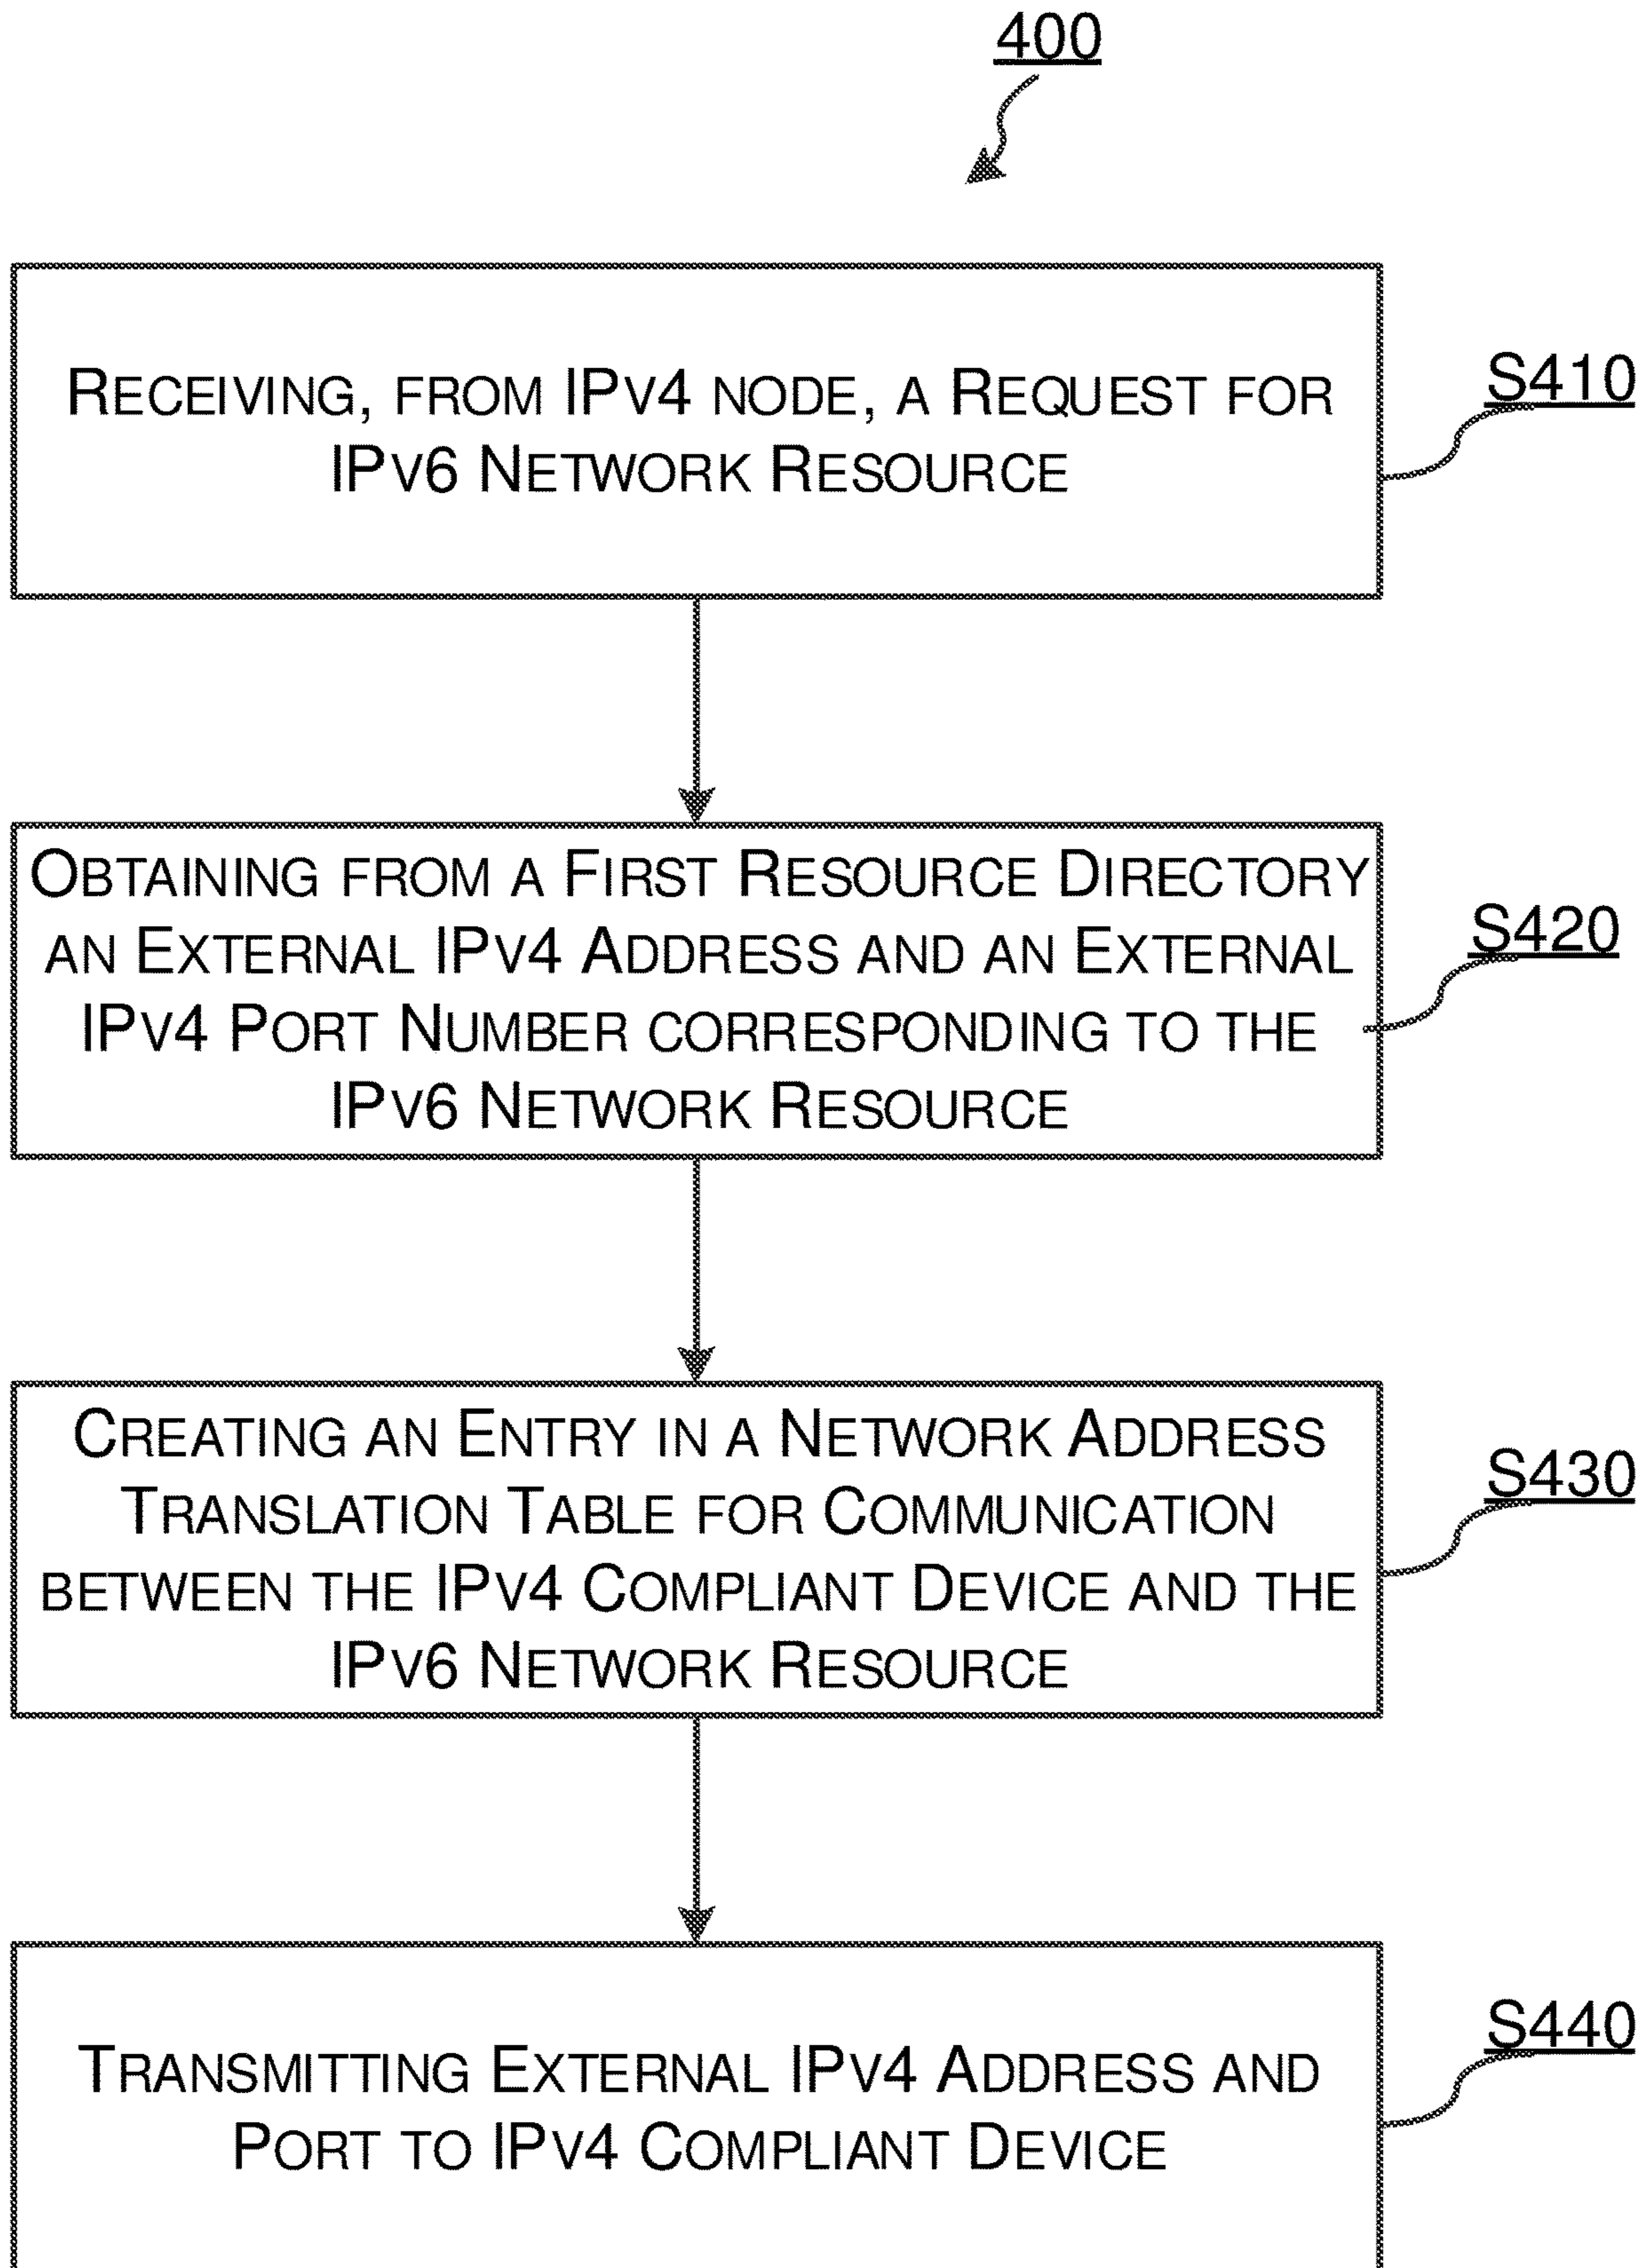 400
RECEIVING, FROM IPV4 NODE, A REQUEST FOR
IPV6 NETWORK RESOURCE
S410
OBTAINING FROM A FIRST RESOURCE DIRECTORY
AN EXTERNAL IPV4 ADDRESS AND AN EXTERNAL
IPV4 PORT NUMBER CORRESPONDING TO THE
IPV6 NETWORK RESOURCE
S420
CREATING AN ENTRY IN A NETWORK ADDRESS
TRANSLATION TABLE FOR COMMUNICATION
BETWEEN THE IPV4 COMPLIANT DEVICE AND THE
IPV6 NETWORK RESOURCE
S430
TRANSMITTING EXTERNAL IPV4 ADDRESS AND
PORT TO IPV4 COMPLIANT DEVICE
S440